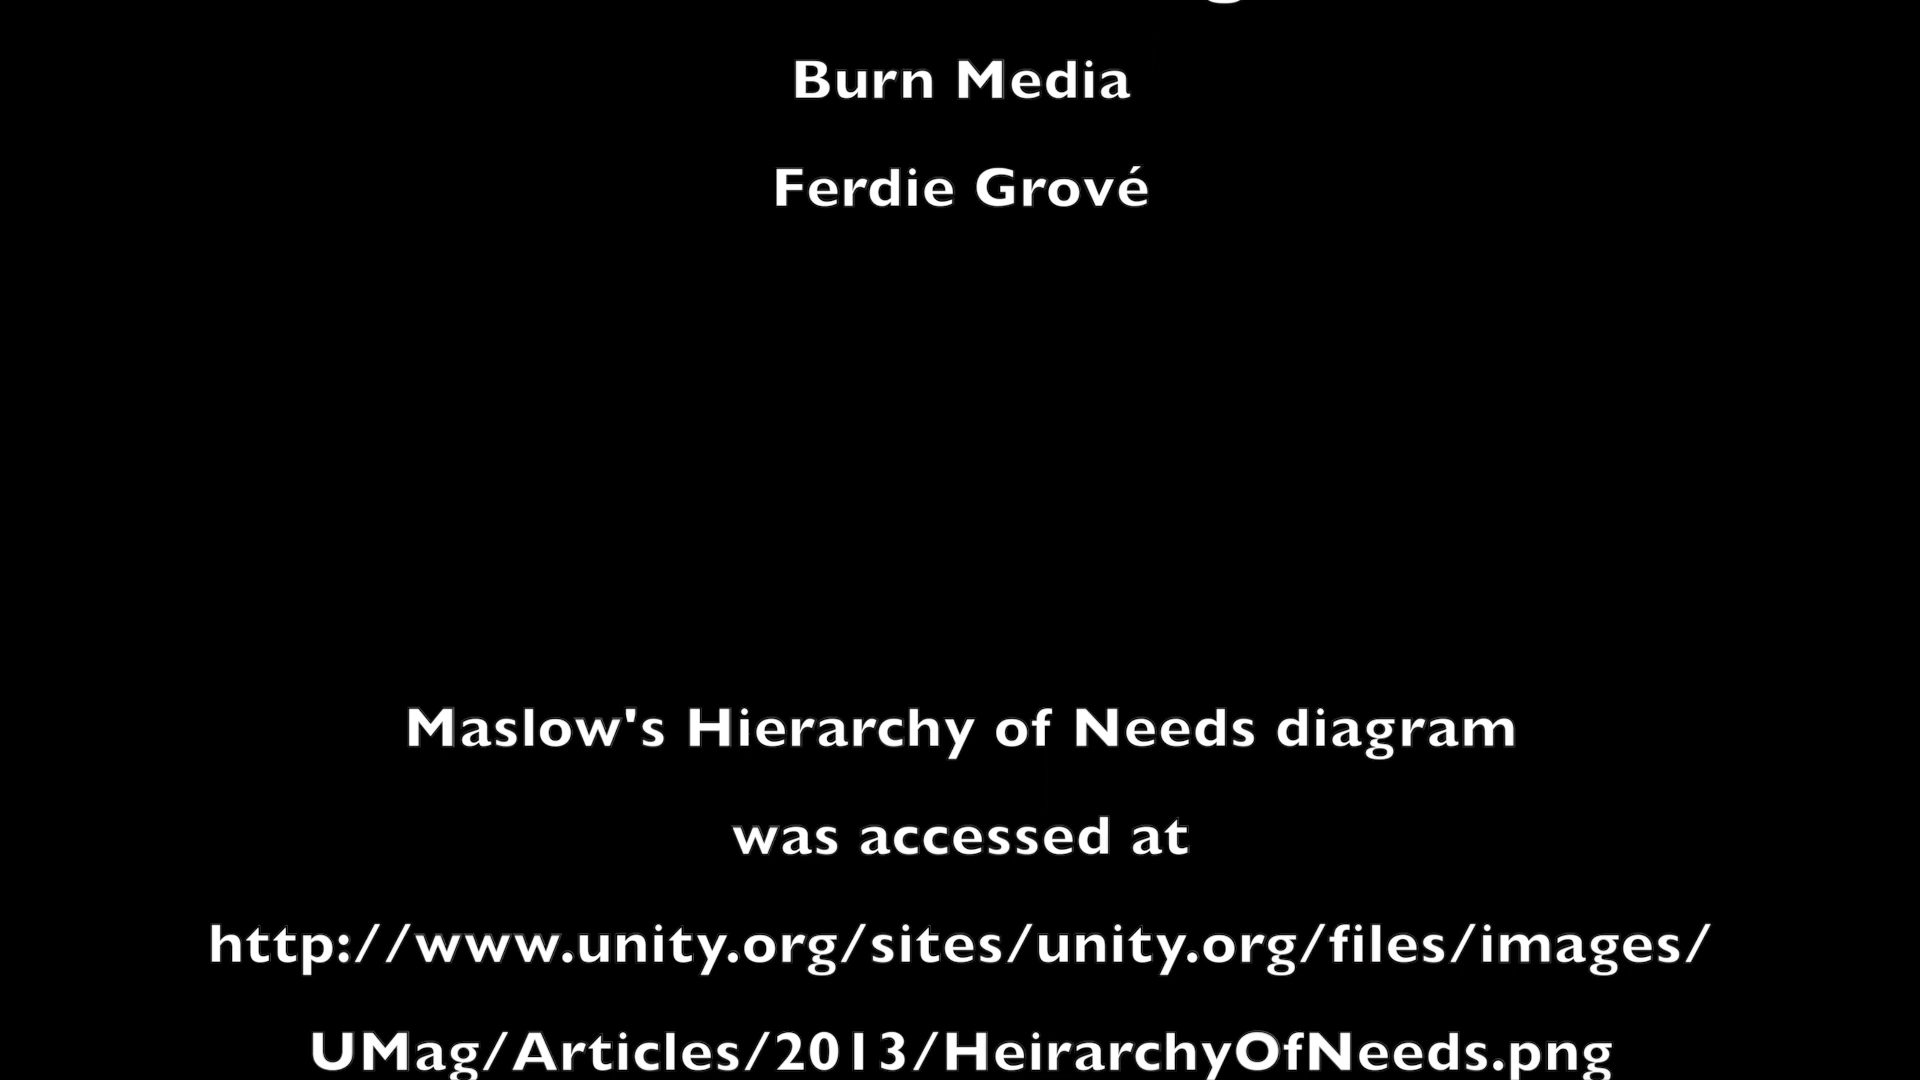 Burn Media
Ferdie Grové
Maslow's Hierarchy of Needs diagram
was accessed at
http://www.unity.org/sites/unity.org/files/images/
UMag/Articles/2013/HeirarchyOfNeeds.png